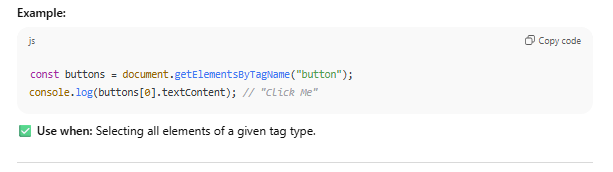 Example:
js
Copy code
const buttons = document.getElementsByTagName("button");
console.log(buttons[0].textContent); // "Click Me"
✅ Use when: Selecting all elements of a given tag type.